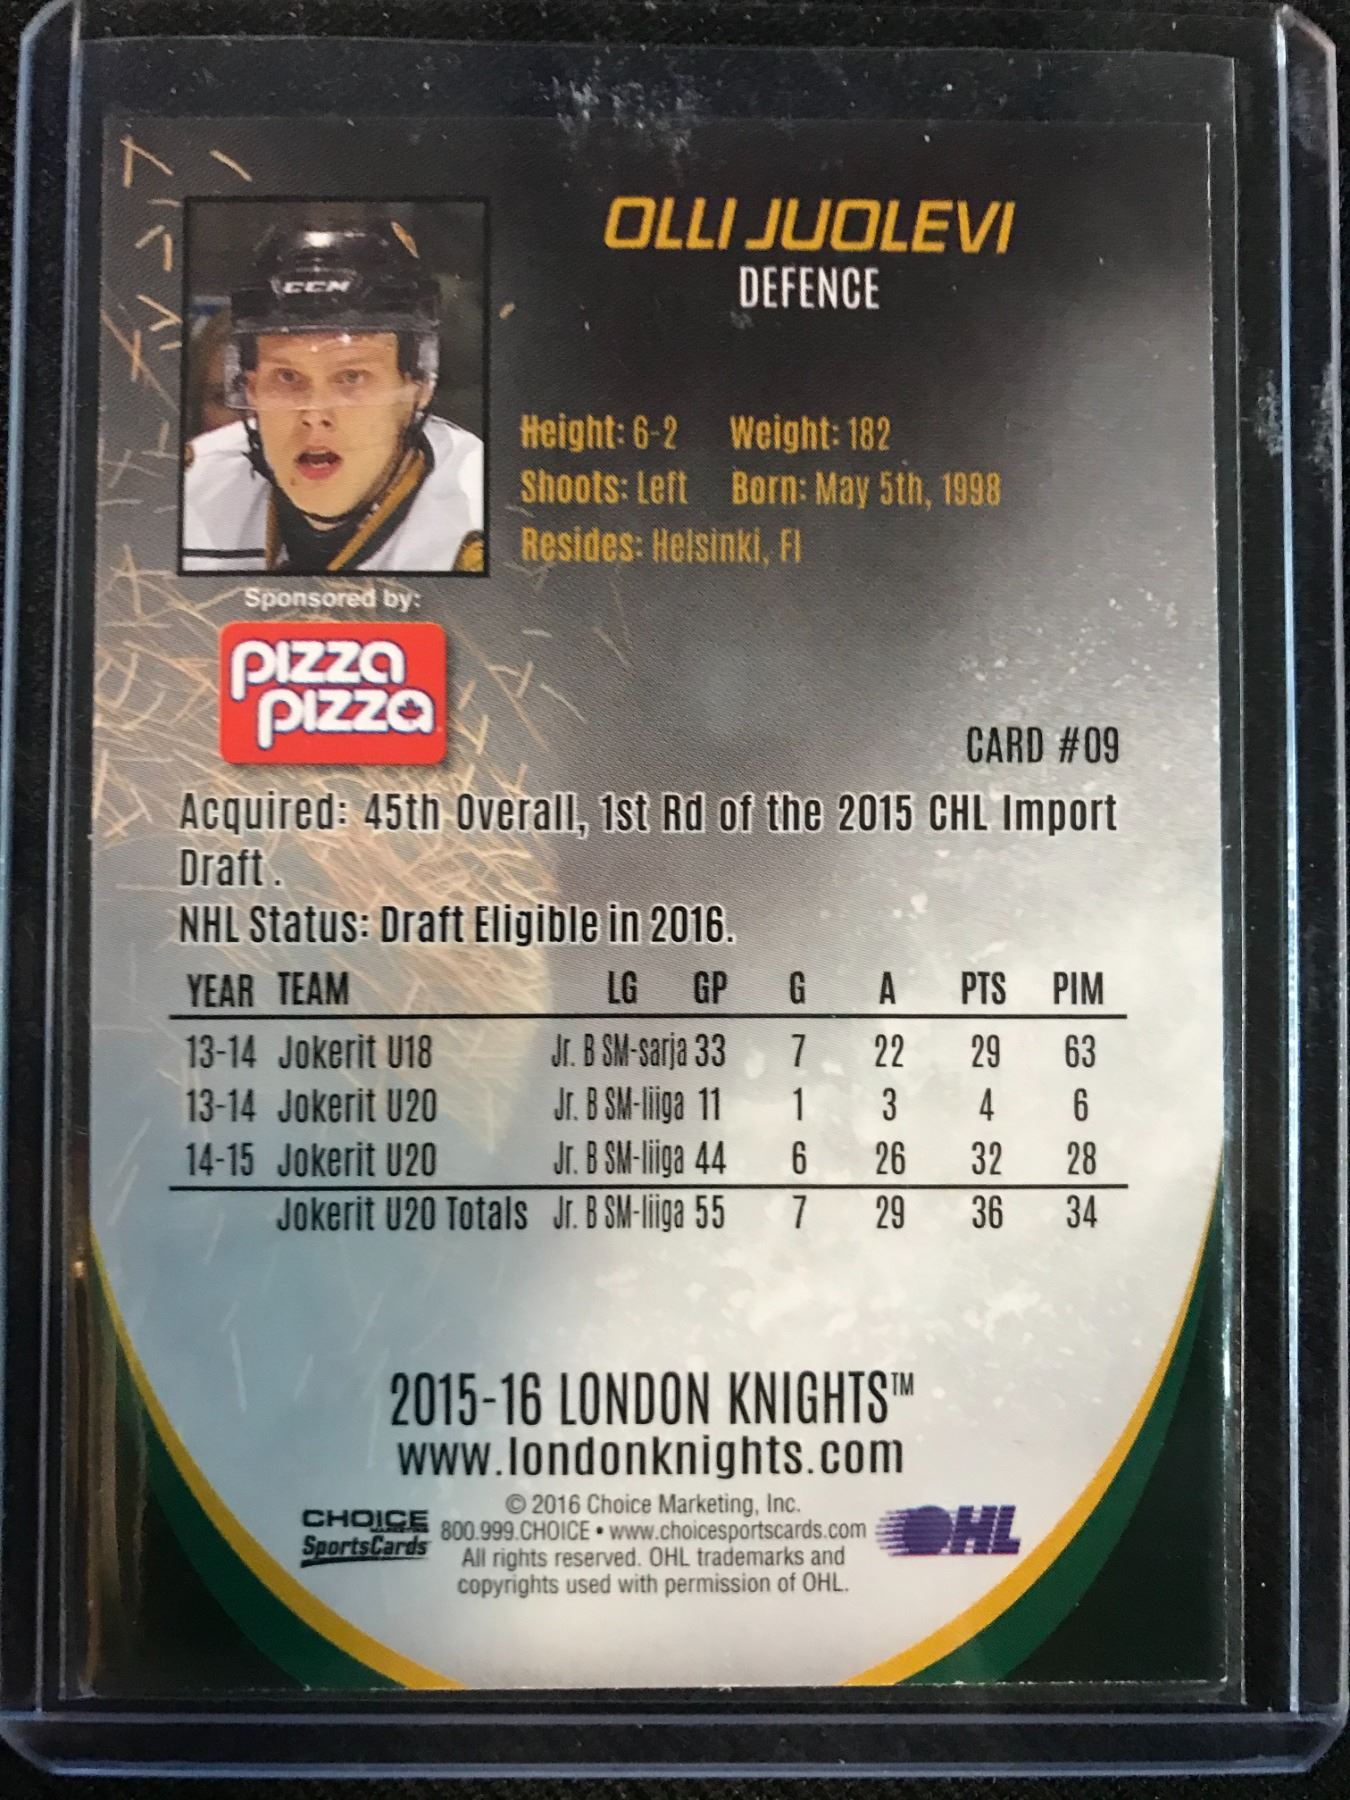 OLLI JUOLEVI
DEFENCE
CCM
Height: 6-2 Weight: 182
Shoots: Left Born: May 5th, 1998
Resides: Helsinki, FI
Sponsored by:
pizza
pizza
CARD #09
Acquired: 45th Overall, 1st Rd of the 2015 CHL Import
Draft .
NHL Status: Draft Eligible in 2016.
YEAR TEAM LG GP G A PTS PIM
13-14 Jokerit U18 Jr. B SM-sarja 33 7 22 29 63
13-14 Jokerit U20 Jr. B SM-liiga 11 1 3 4 6
14-15 Jokerit U20 Jr. B SM-liiga 44 6 26 32 28
Jokerit U20 Totals Jr. B SM-liiga 55 7 29 36 34
2015-16 LONDON KNIGHTS™
www.londonknights.com
© 2016 Choice Marketing, Inc.
CHOICE
MARKETING
SportsCards
800.999.CHOICE • www.choicesportscards.com
All rights reserved. OHL trademarks and
copyrights used with permission of OHL.
OHL